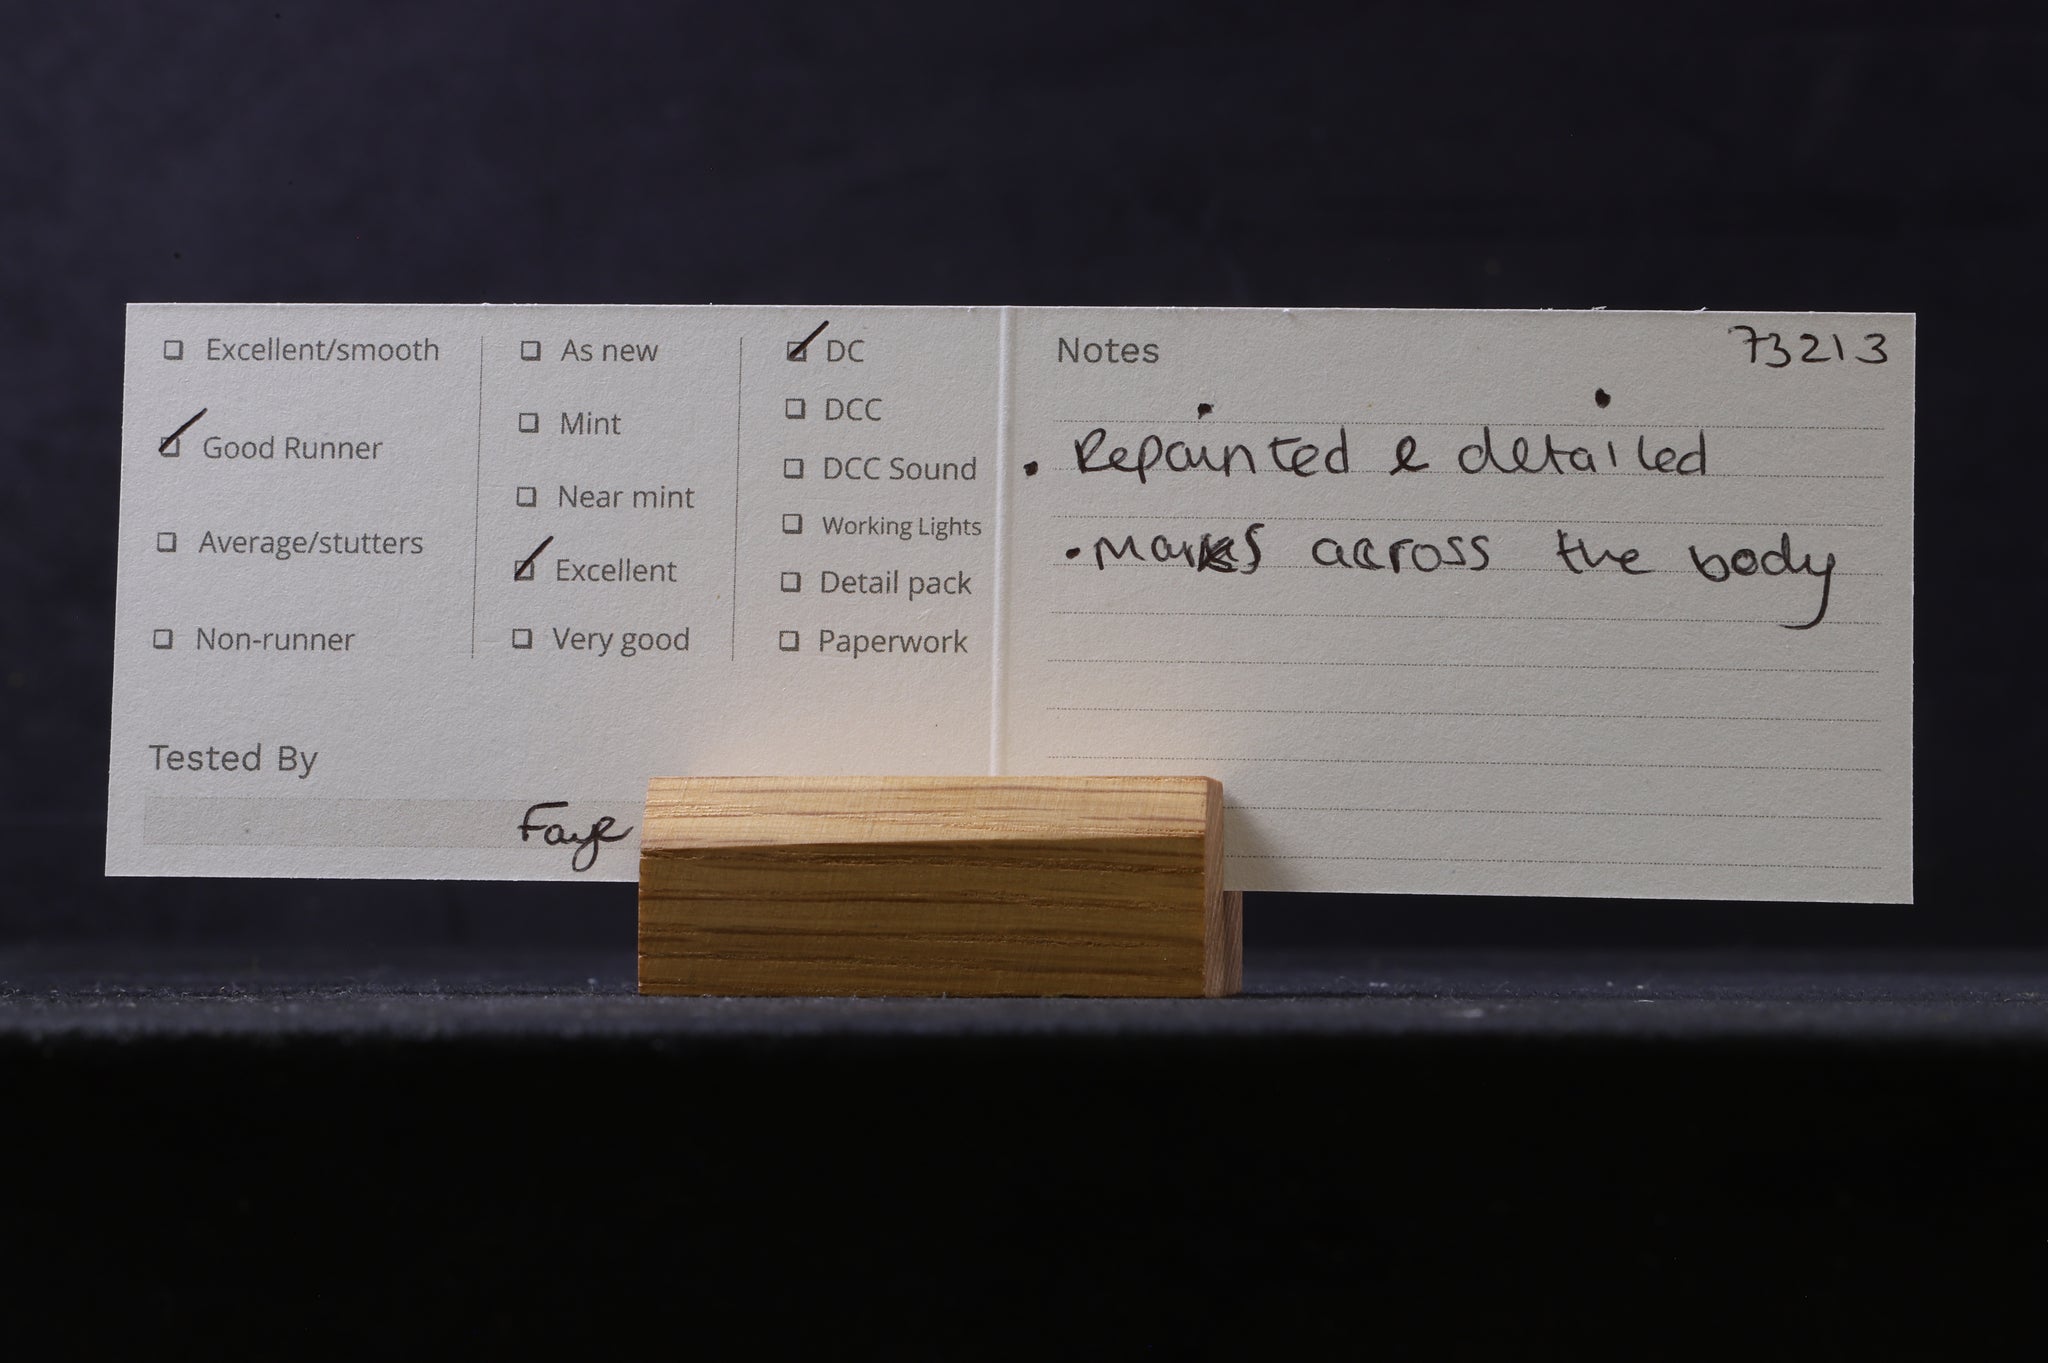 Excellent/smooth
Good Runner
Average/stutters
Non-runner
As new
Mint
Near mint
Excellent
Very good
DC
DCC
DCC Sound
Working Lights
Detail pack
Paperwork
Tested By
Faye
Notes
73213
• Repainted & detailed
• Marks across the body